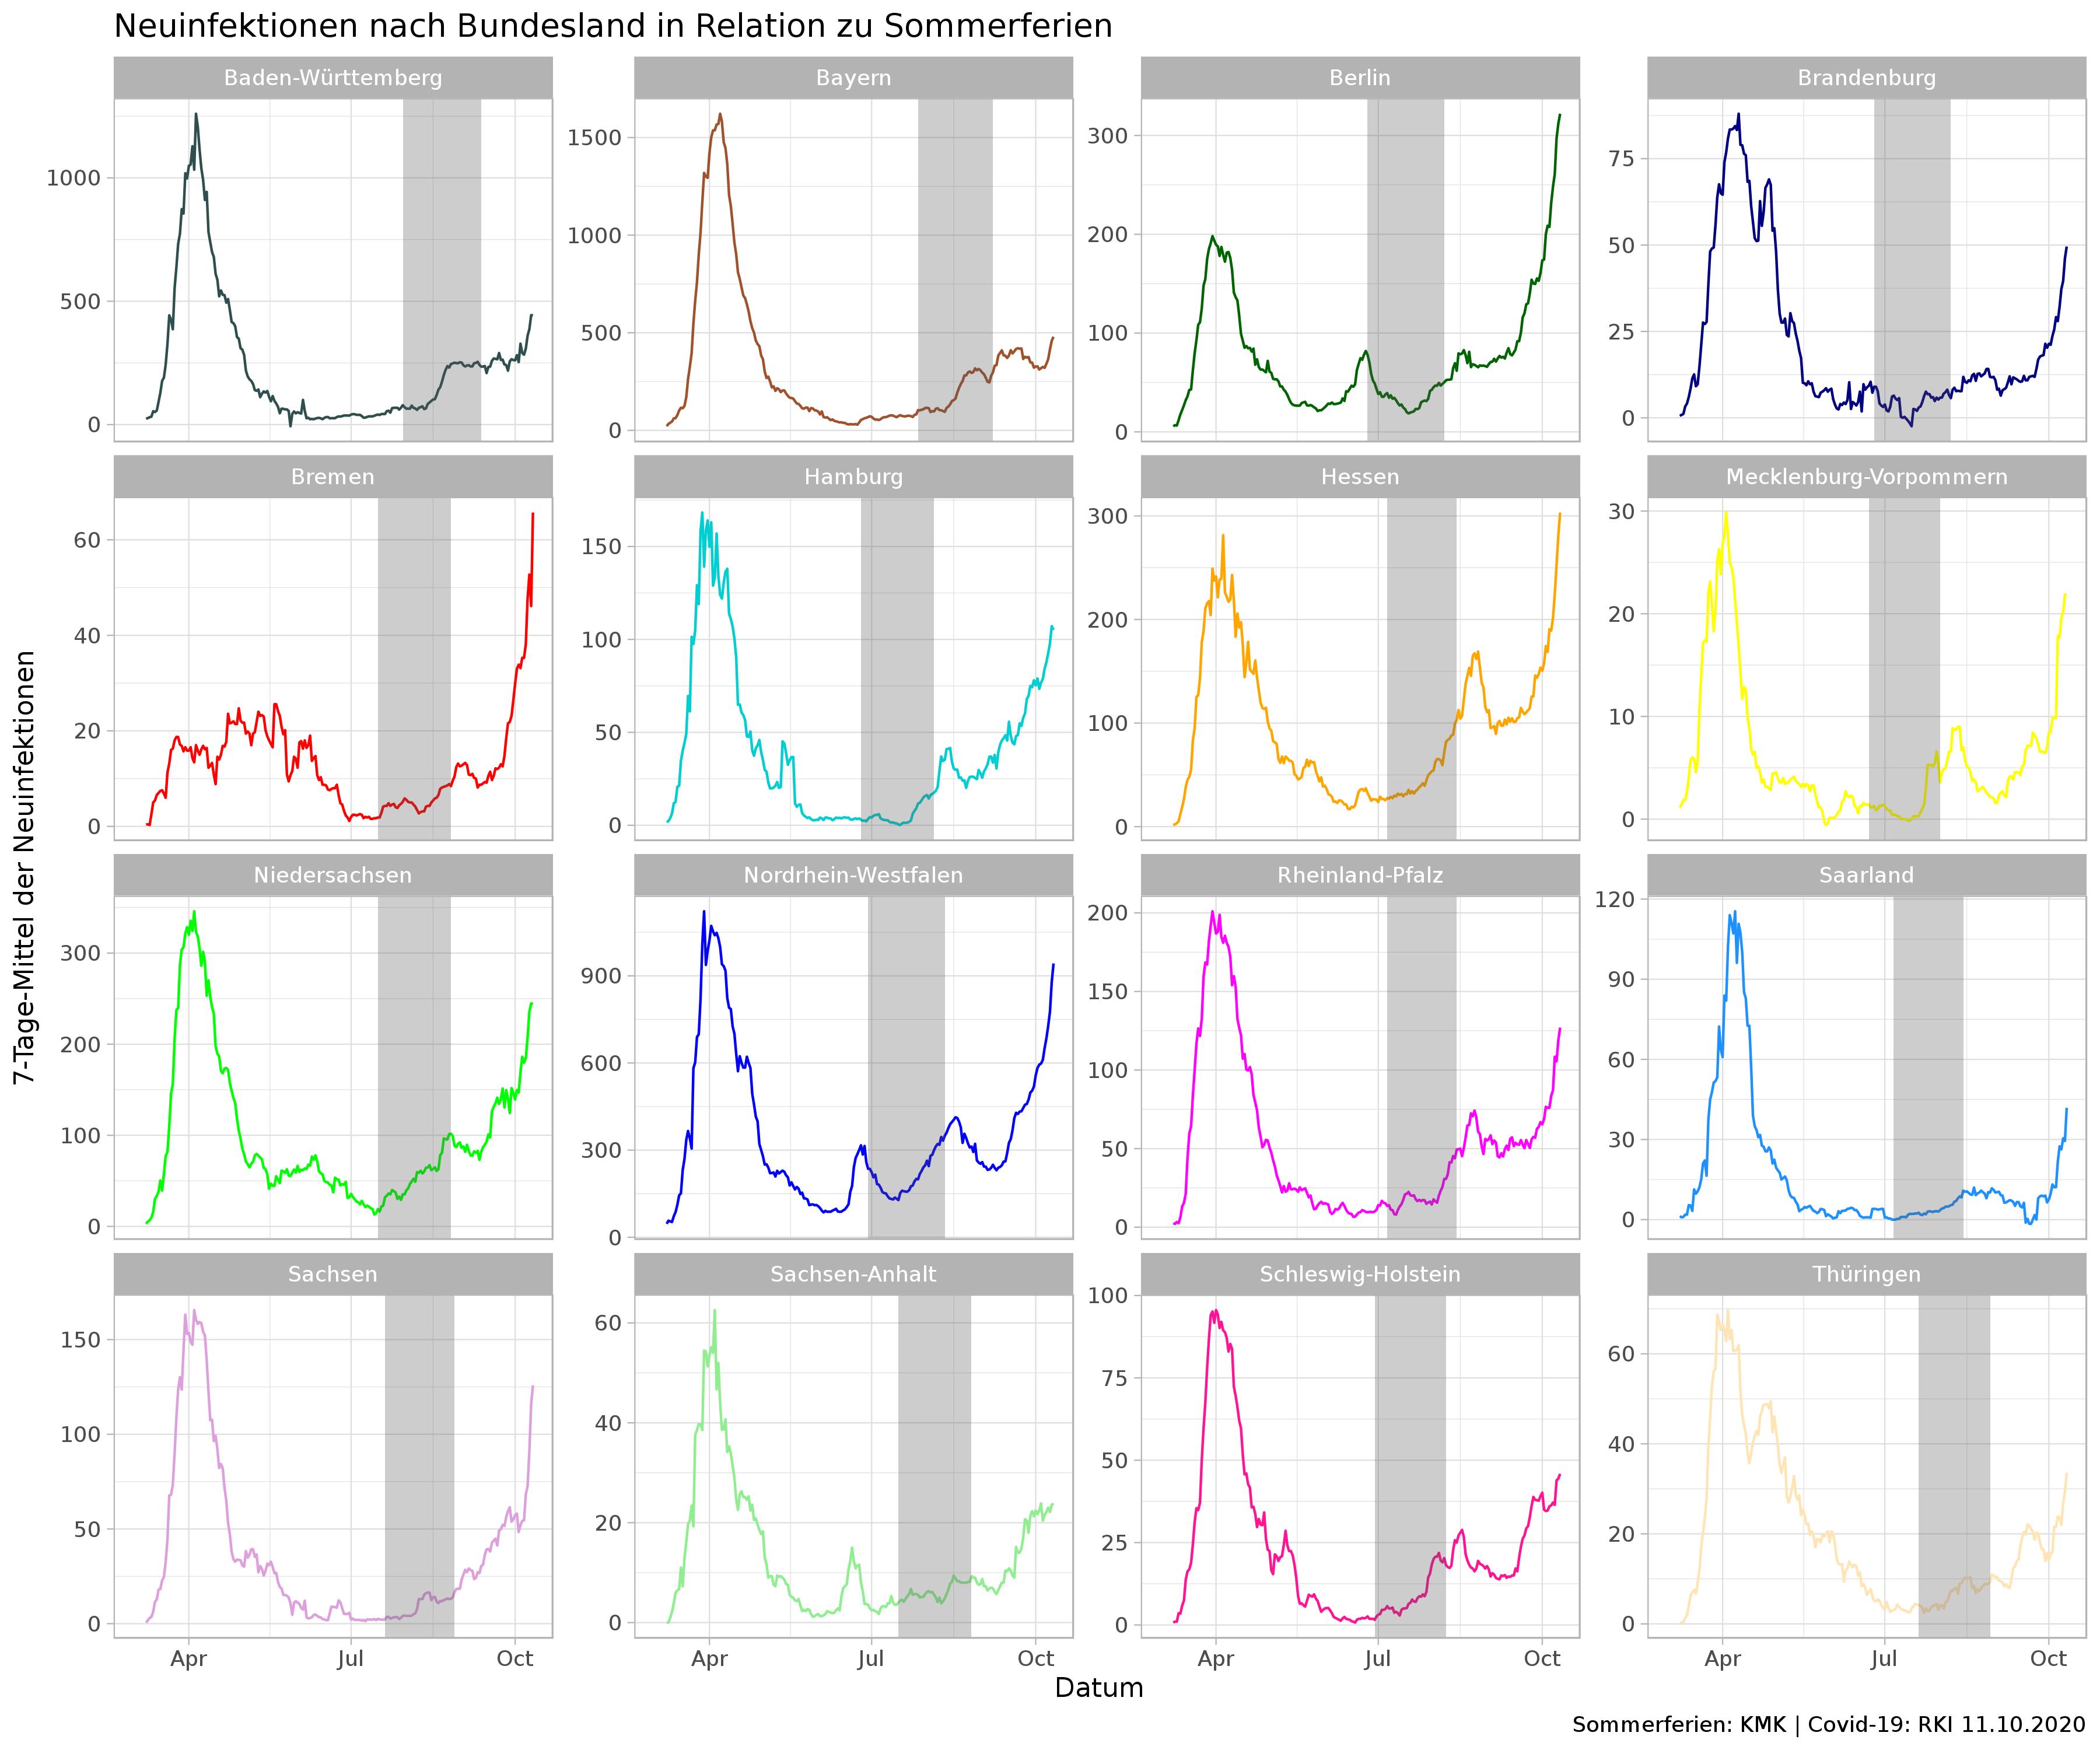 Neuinfektionen nach Bundesland in Relation zu Sommerferien
Baden-Württemberg
Bayern
Berlin
Brandenburg
1000
500
0
1500
1000
500
0
300
200
100
0
75
50
25
0
Bremen
Hamburg
Hessen
Mecklenburg-Vorpommern
60
40
20
0
150
100
50
0
300
200
100
0
30
20
10
0
7-Tage-Mittel der Neuinfektionen
Niedersachsen
Nordrhein-Westfalen
Rheinland-Pfalz
Saarland
300
200
100
0
900
600
300
0
200
150
100
50
0
120
90
60
30
0
Sachsen
Sachsen-Anhalt
Schleswig-Holstein
Thüringen
150
100
50
0
60
40
20
0
100
75
50
25
0
60
40
20
0
Apr Jul Oct
Apr Jul Oct
Apr Jul Oct
Apr Jul Oct
Datum
Sommerferien: KMK | Covid-19: RKI 11.10.2020